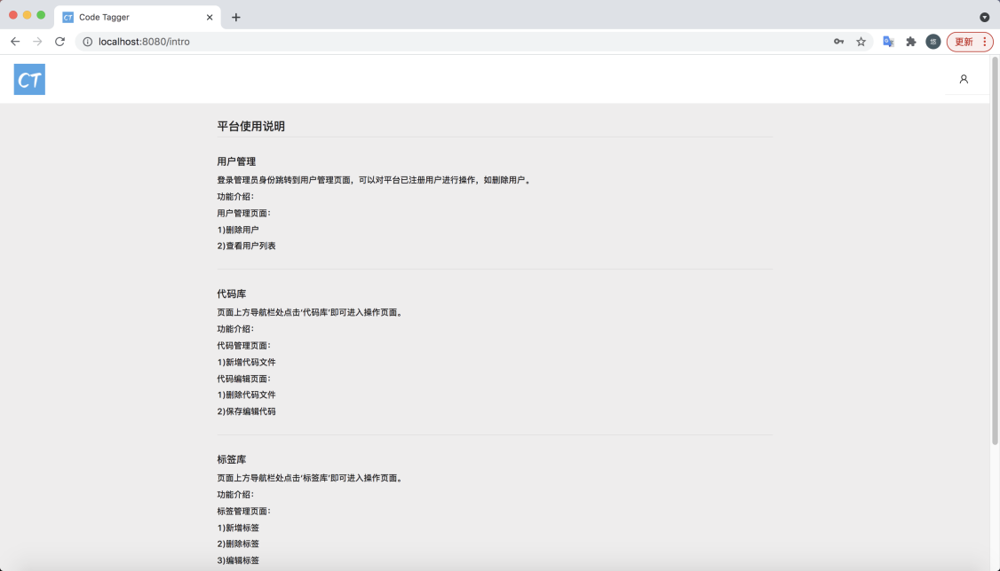 CT Code Tagger
localhost:8080/intro
悠
更新
CT
平台使用说明
用户管理
登录管理员身份跳转到用户管理页面，可以对平台已注册用户进行操作，如删除用户。
功能介绍：
用户管理页面：
1)删除用户
2)查看用户列表
代码库
页面上方导航栏处点击‘代码库’即可进入操作页面。
功能介绍：
代码管理页面：
1)新增代码文件
代码编辑页面：
1)删除代码文件
2)保存编辑代码
标签库
页面上方导航栏处点击‘标签库’即可进入操作页面。
功能介绍：
标签管理页面：
1)新增标签
2)删除标签
3)编辑标签